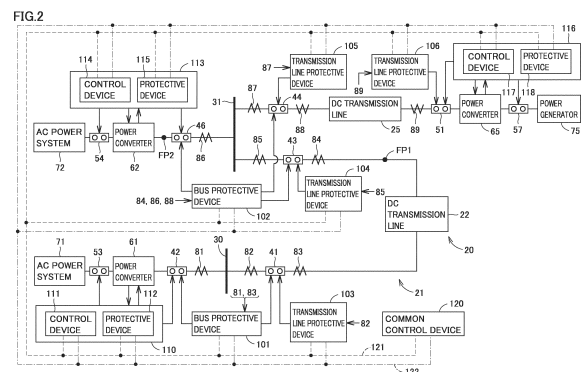 FIG.2
114
115
113
105
106
116
CONTROL DEVICE
PROTECTIVE DEVICE
TRANSMISSION LINE PROTECTIVE DEVICE
TRANSMISSION LINE PROTECTIVE DEVICE
CONTROL DEVICE
PROTECTIVE DEVICE
87
89
117
118
31
87
44
46
AC POWER SYSTEM
POWER CONVERTER
DC TRANSMISSION LINE
POWER CONVERTER
POWER GENERATOR
72
54
62
FP2
86
88
25
89
51
65
57
75
85
43
84
FP1
104
84, 86, 88
BUS PROTECTIVE DEVICE
TRANSMISSION LINE PROTECTIVE DEVICE
85
DC TRANSMISSION LINE
22
102
20
71
53
61
42
81
30
82
41
83
AC POWER SYSTEM
POWER CONVERTER
21
111
112
81, 83
103
120
CONTROL DEVICE
PROTECTIVE DEVICE
BUS PROTECTIVE DEVICE
TRANSMISSION LINE PROTECTIVE DEVICE
82
COMMON CONTROL DEVICE
110
101
121
122